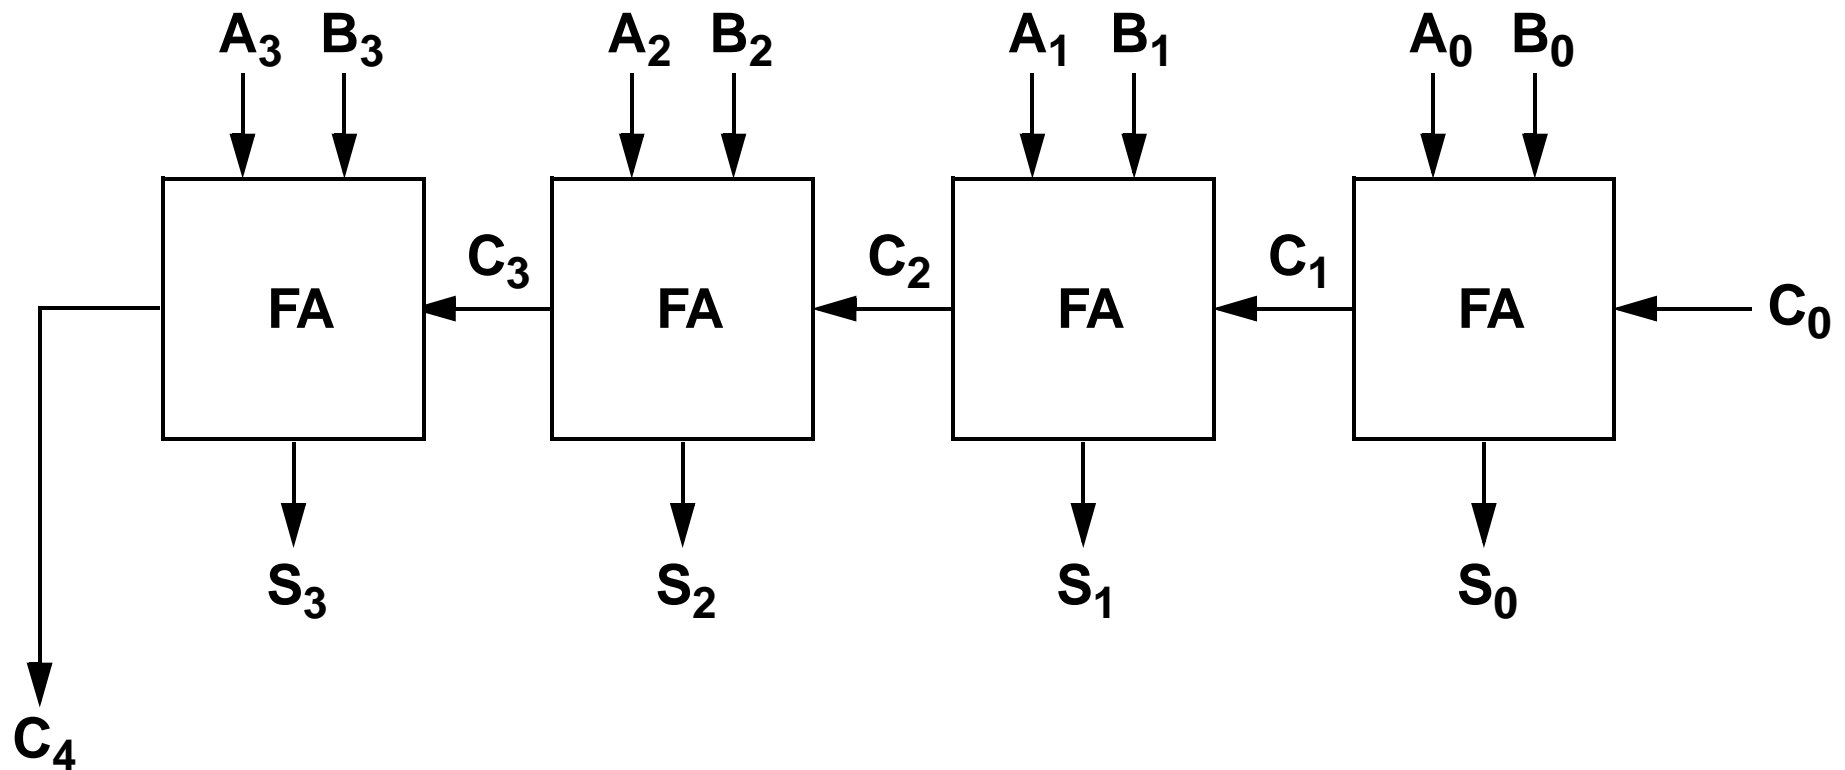 A3 B3 A2 B2 A1 B1 A0 B0
C3 C2 C1
FA FA FA FA C0
S3 S2 S1 S0
C4